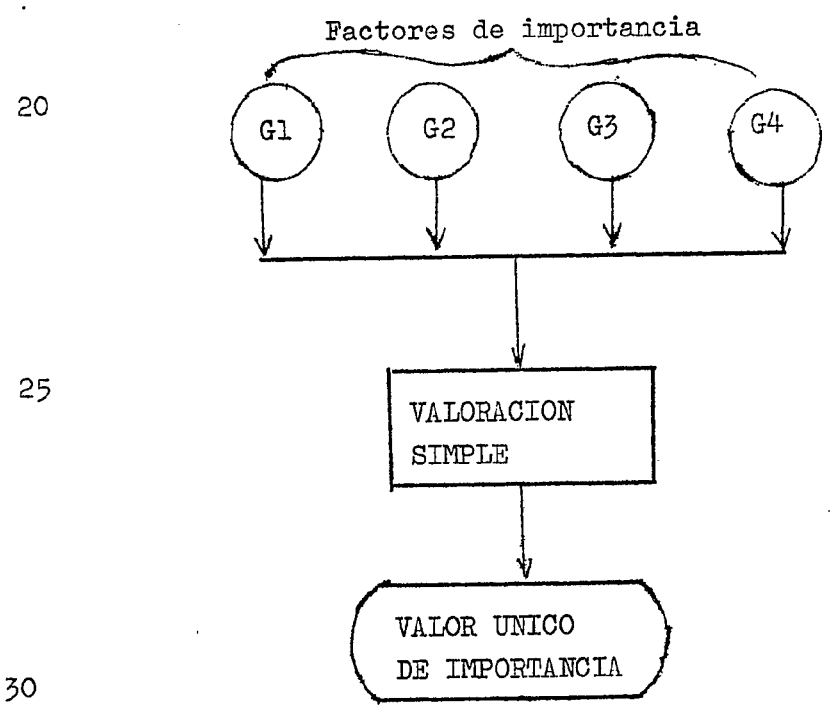 Factores de importancia
20
G1 G2 G3 G4
25
VALORACION
SIMPLE
VALOR UNICO
DE IMPORTANCIA
30